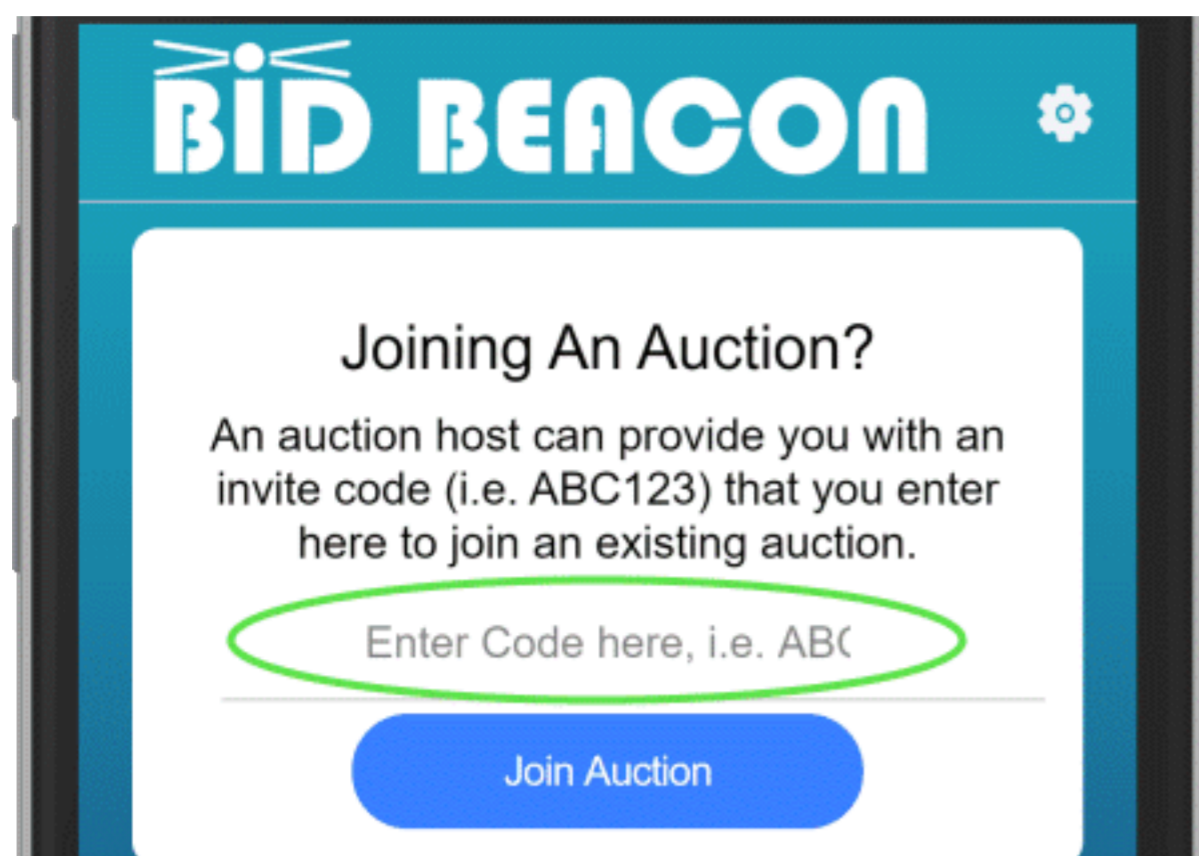 BID BEACON
Joining An Auction?
An auction host can provide you with an
invite code (i.e. ABC123) that you enter
here to join an existing auction.
Enter Code here, i.e. ABC
Join Auction